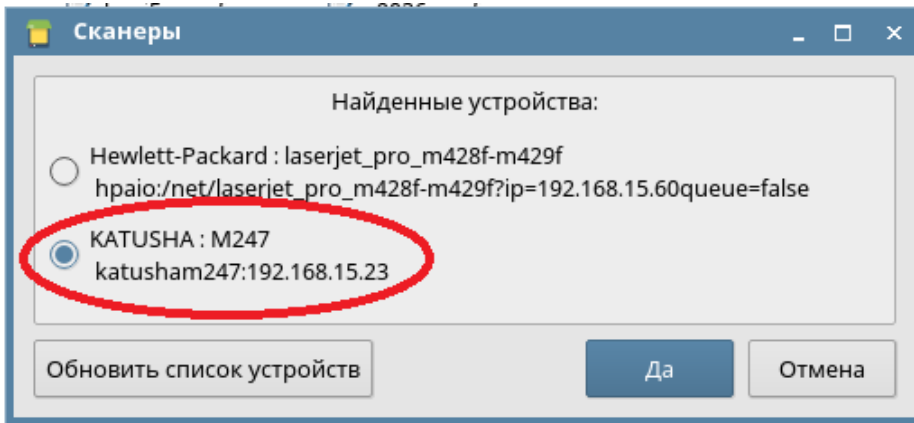 Сканеры
Найденные устройства:
Hewlett-Packard : laserjet_pro_m428f-m429f
hpaio:/net/laserjet_pro_m428f-m429f?ip=192.168.15.60queue=false
KATUSHA : M247
katusham247:192.168.15.23
Обновить список устройств
Да
Отмена